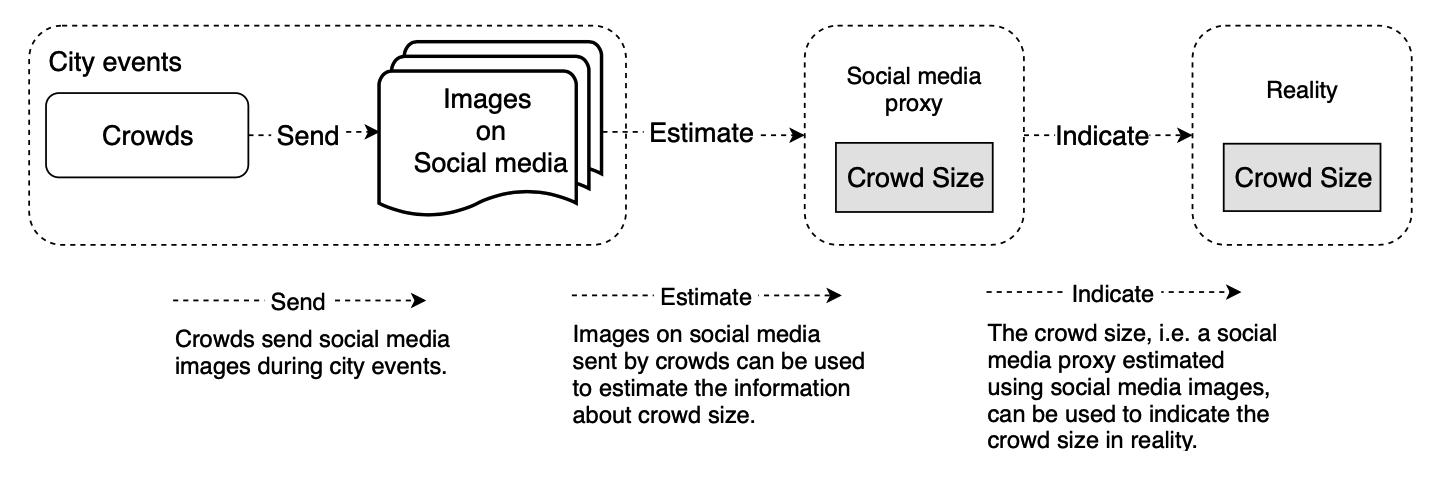 City events
Crowds
Send
Images
on
Social media
Estimate
Social media
proxy
Crowd Size
Indicate
Reality
Crowd Size
Send
Crowds send social media
images during city events.
Estimate
Images on social media
sent by crowds can be used
to estimate the information
about crowd size.
Indicate
The crowd size, i.e. a social
media proxy estimated
using social media images,
can be used to indicate the
crowd size in reality.